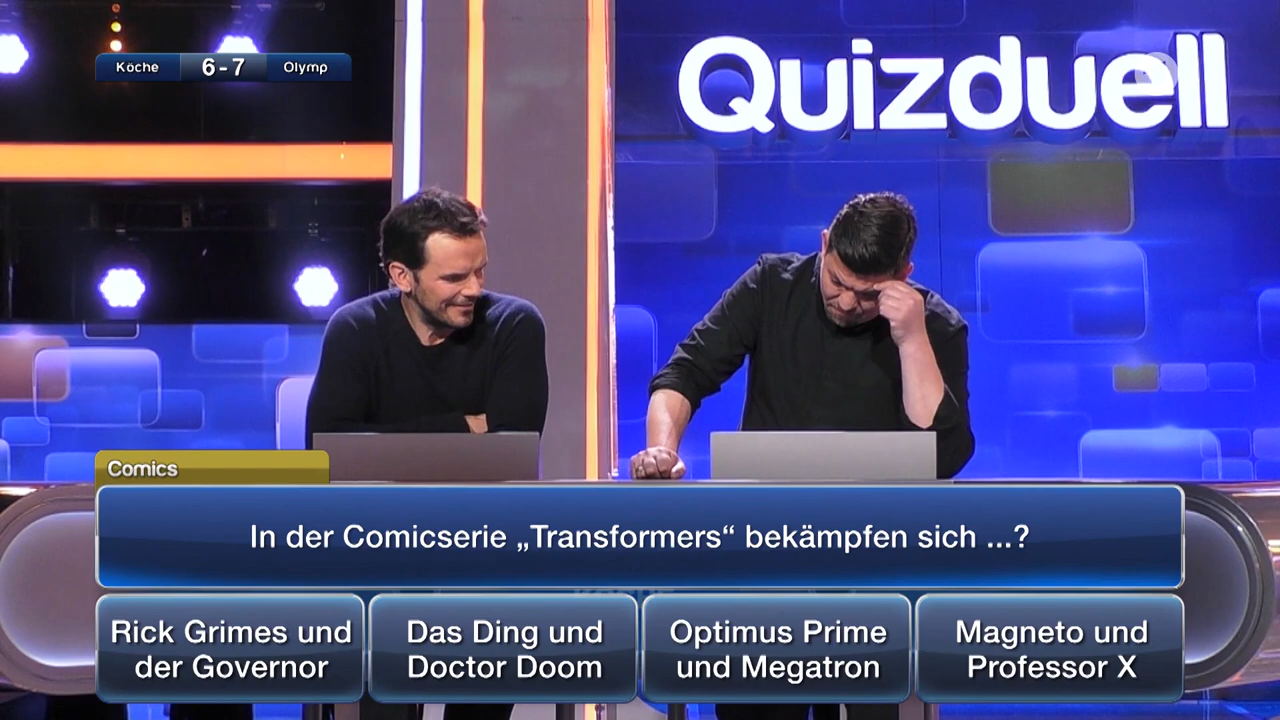 Köche 6-7 Olymp
Quizduell
Comics
In der Comicserie „Transformers“ bekämpfen sich ...?
Rick Grimes und
der Governor
Das Ding und
Doctor Doom
Optimus Prime
und Megatron
Magneto und
Professor X